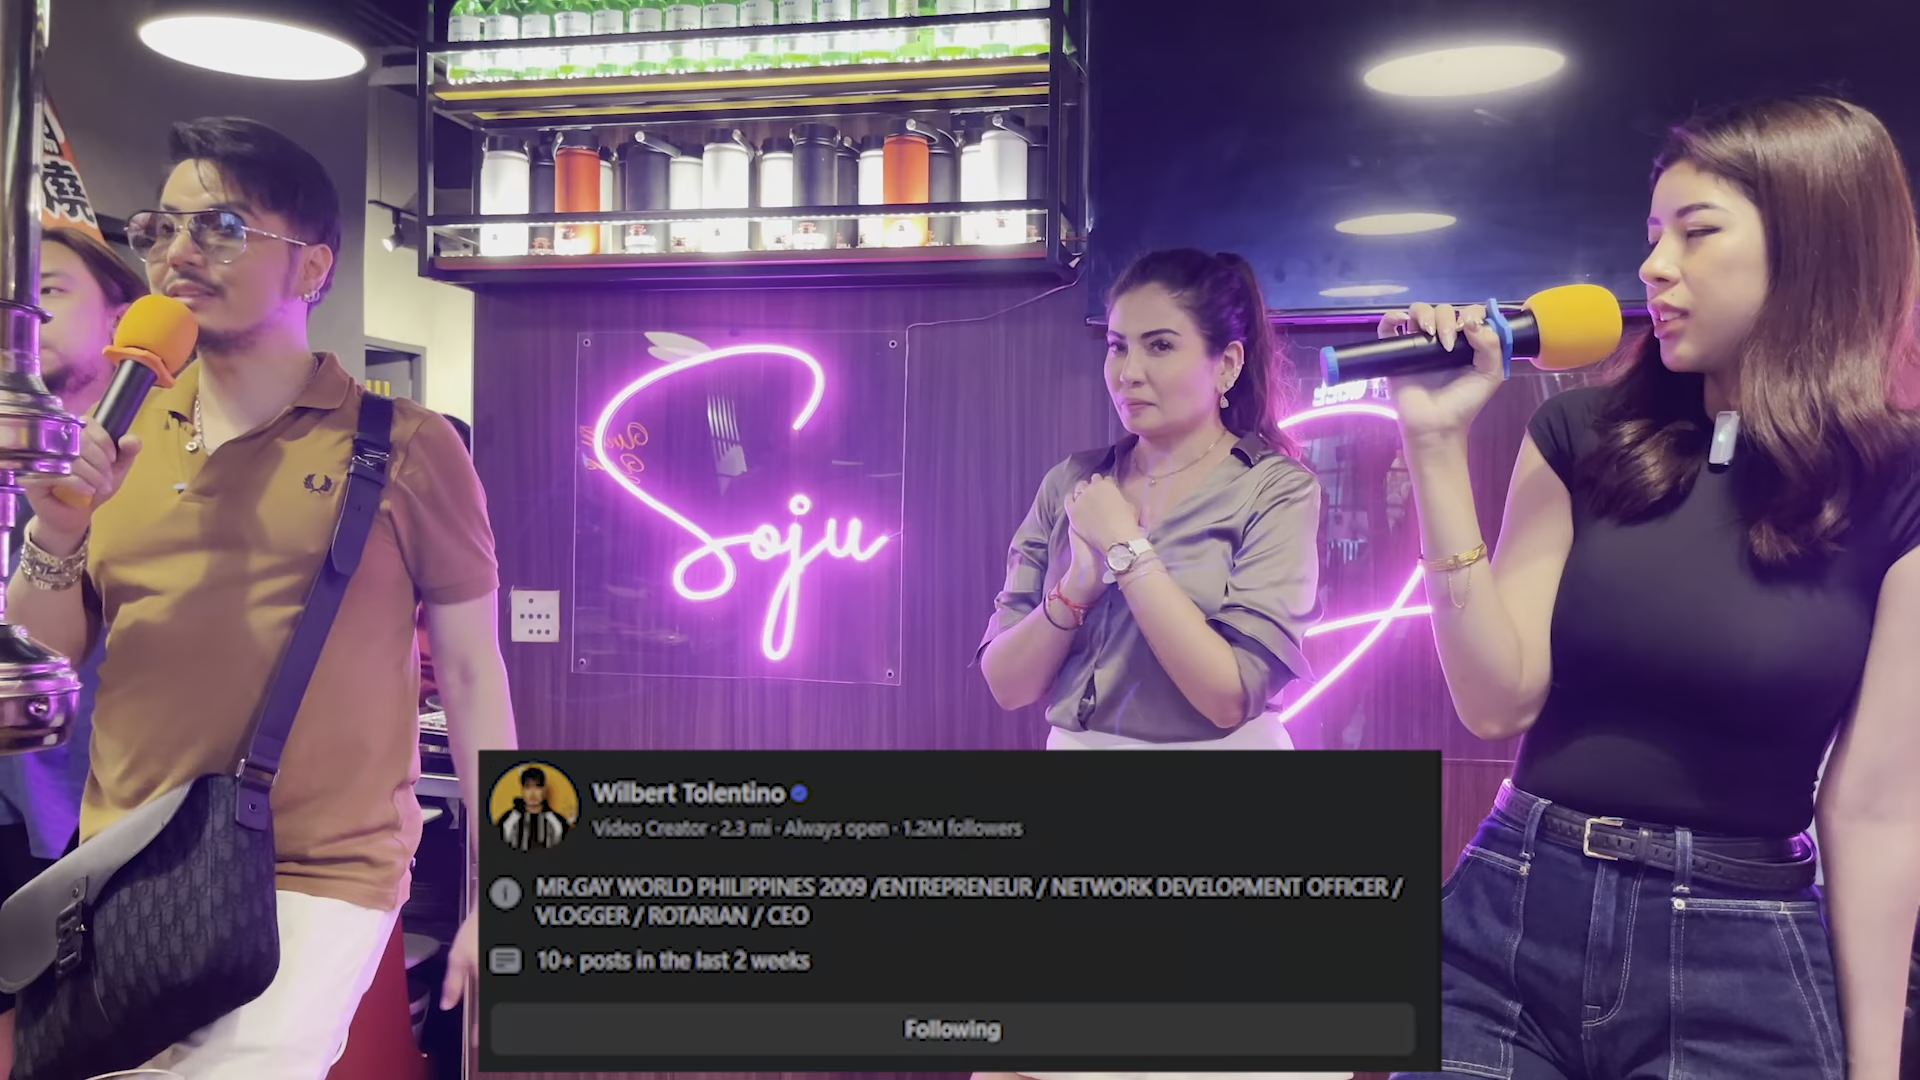 燒
Soju
Wilbert Tolentino
Video Creator · 2.3 mi · Always open · 1.2M followers
MR.GAY WORLD PHILIPPINES 2009 /ENTREPRENEUR / NETWORK DEVELOPMENT OFFICER /
VLOGGER / ROTARIAN / CEO
10+ posts in the last 2 weeks
Following